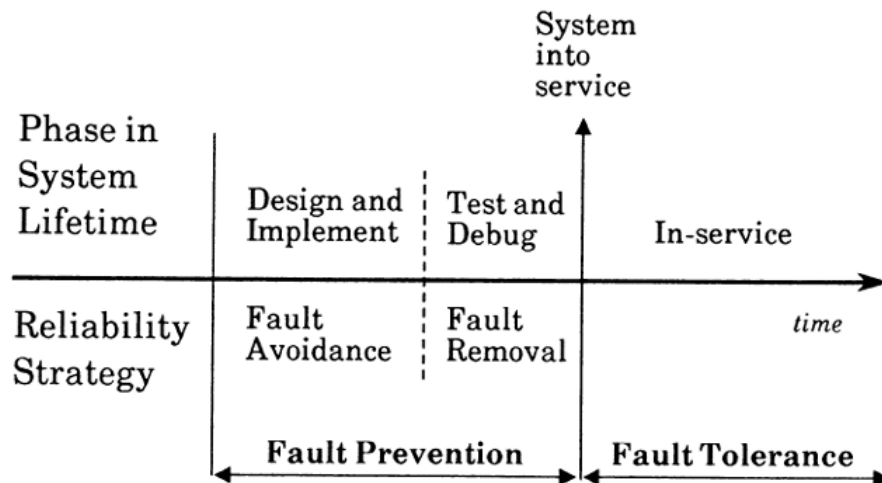 System
into
service
Phase in
System
Lifetime
Design and
Implement
Test and
Debug
In-service
Reliability
Strategy
Fault
Avoidance
Fault
Removal
time
Fault Prevention
Fault Tolerance